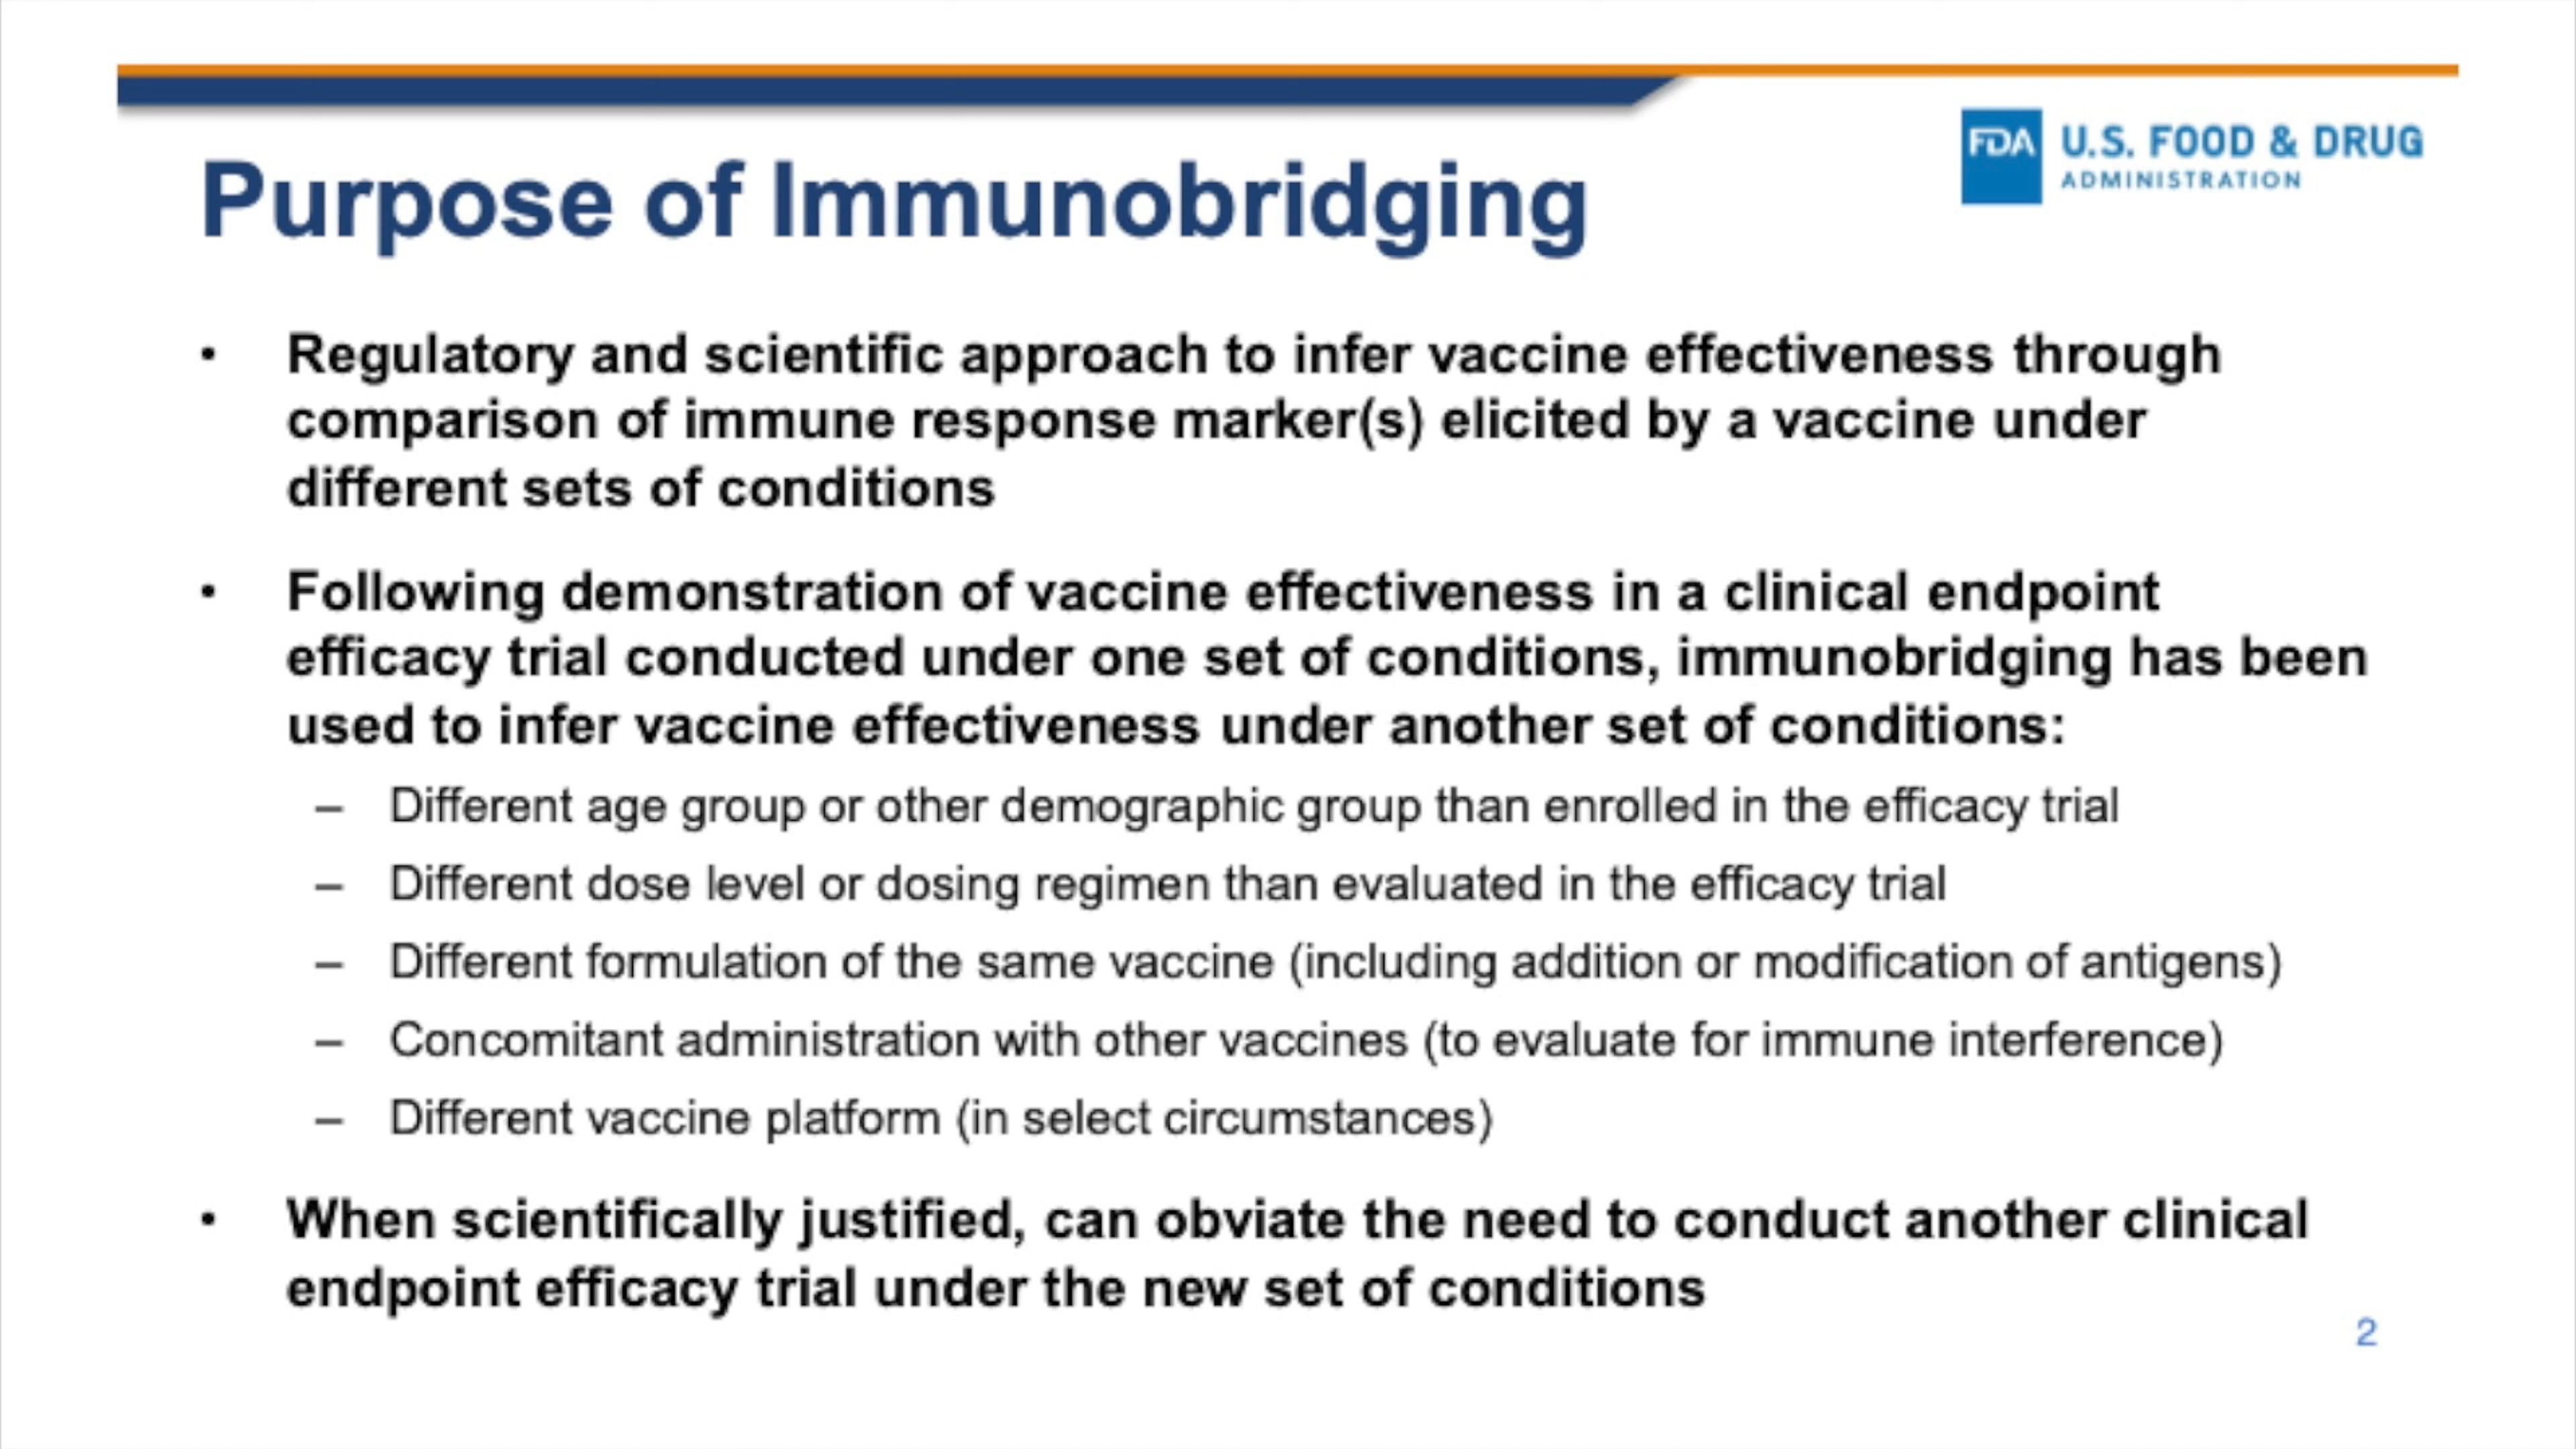 FDA U.S. FOOD & DRUG
ADMINISTRATION
Purpose of Immunobridging
• Regulatory and scientific approach to infer vaccine effectiveness through
comparison of immune response marker(s) elicited by a vaccine under
different sets of conditions
• Following demonstration of vaccine effectiveness in a clinical endpoint
efficacy trial conducted under one set of conditions, immunobridging has been
used to infer vaccine effectiveness under another set of conditions:
– Different age group or other demographic group than enrolled in the efficacy trial
– Different dose level or dosing regimen than evaluated in the efficacy trial
– Different formulation of the same vaccine (including addition or modification of antigens)
– Concomitant administration with other vaccines (to evaluate for immune interference)
– Different vaccine platform (in select circumstances)
• When scientifically justified, can obviate the need to conduct another clinical
endpoint efficacy trial under the new set of conditions
2